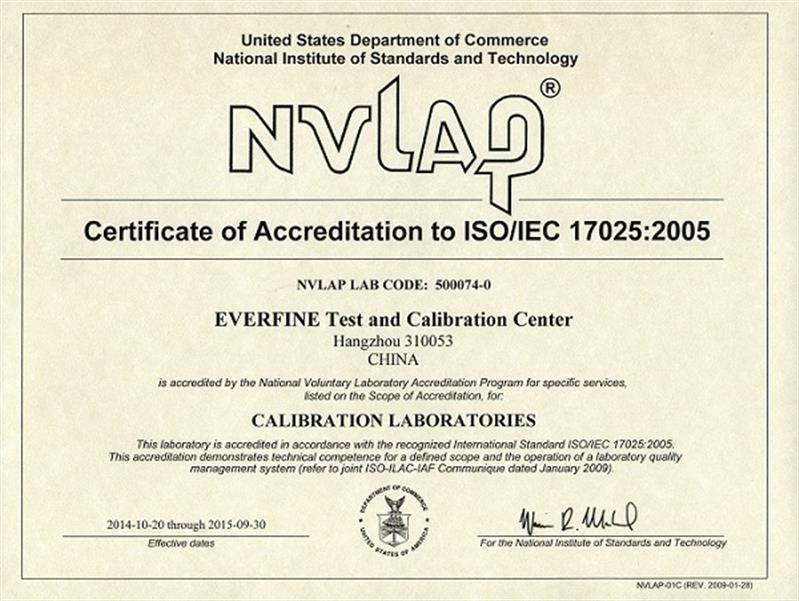 United States Department of Commerce
National Institute of Standards and Technology
NVLAP®
Certificate of Accreditation to ISO/IEC 17025:2005
NVLAP LAB CODE: 500074-0
EVERFINE Test and Calibration Center
Hangzhou 310053
CHINA
is accredited by the National Voluntary Laboratory Accreditation Program for specific services,
listed on the Scope of Accreditation, for:
CALIBRATION LABORATORIES
This laboratory is accredited in accordance with the recognized International Standard ISO/IEC 17025:2005.
This accreditation demonstrates technical competence for a defined scope and the operation of a laboratory quality
management system (refer to joint ISO-ILAC-IAF Communique dated January 2009).
DEPARTMENT OF COMMERCE
UNITED STATES OF AMERICA
2014-10-20 through 2015-09-30
Effective dates
For the National Institute of Standards and Technology
NVLAP-01C (REV. 2009-01-28)